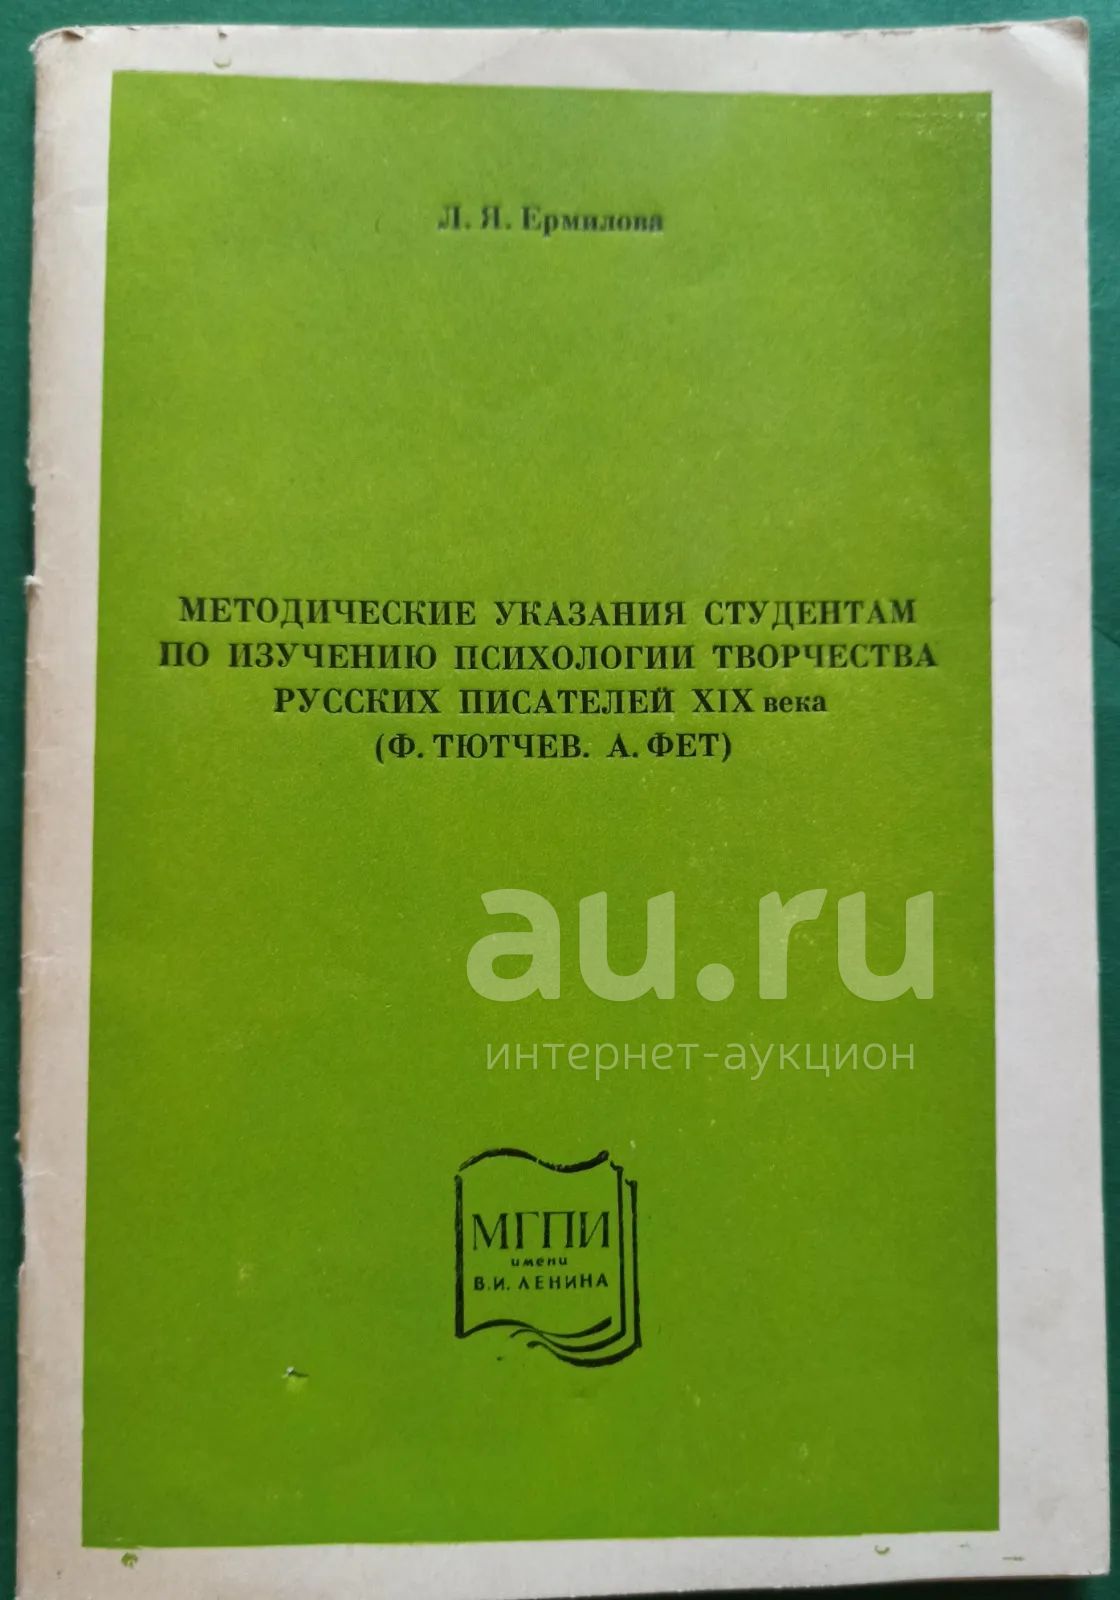 Л. Я. Ермилова
МЕТОДИЧЕСКИЕ УКАЗАНИЯ СТУДЕНТАМ
ПО ИЗУЧЕНИЮ ПСИХОЛОГИИ ТВОРЧЕСТВА
РУССКИХ ПИСАТЕЛЕЙ XIX века
(Ф. ТЮТЧЕВ. А. ФЕТ)
au.ru
интернет-аукцион
МГПИ
имени
В.И. ЛЕНИНА